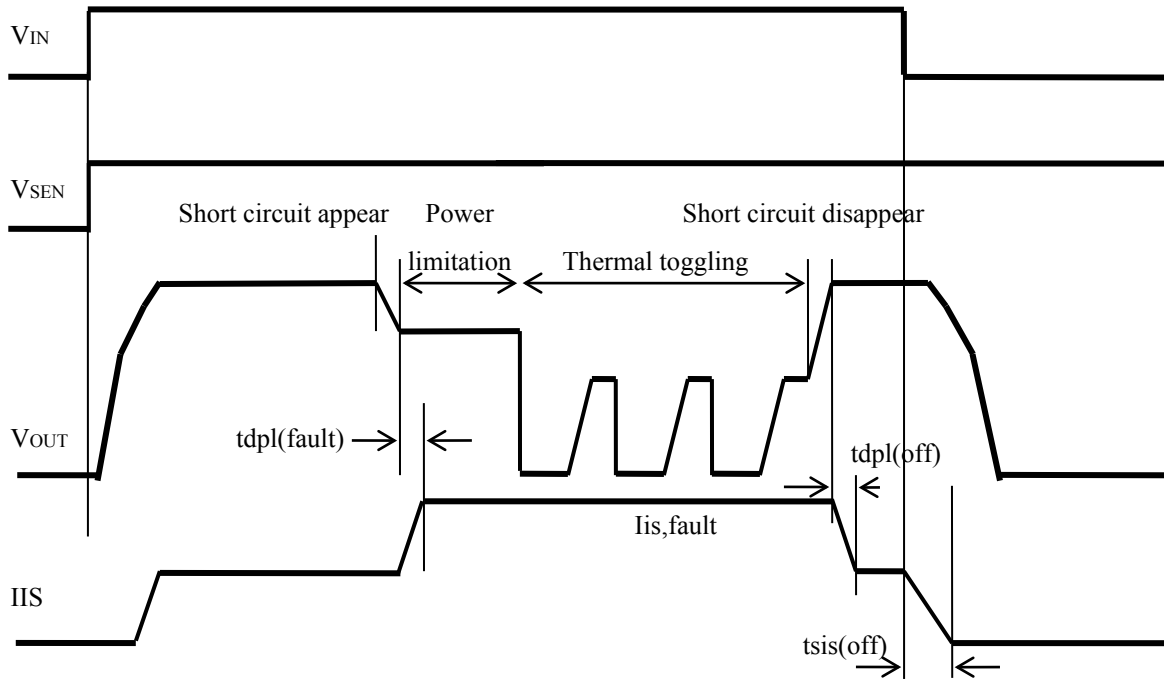 VIN
VSEN
Short circuit appear
Power
limitation
Thermal toggling
Short circuit disappear
VOUT
tdpl(fault)
tdpl(off)
Iis,fault
IIS
tsis(off)